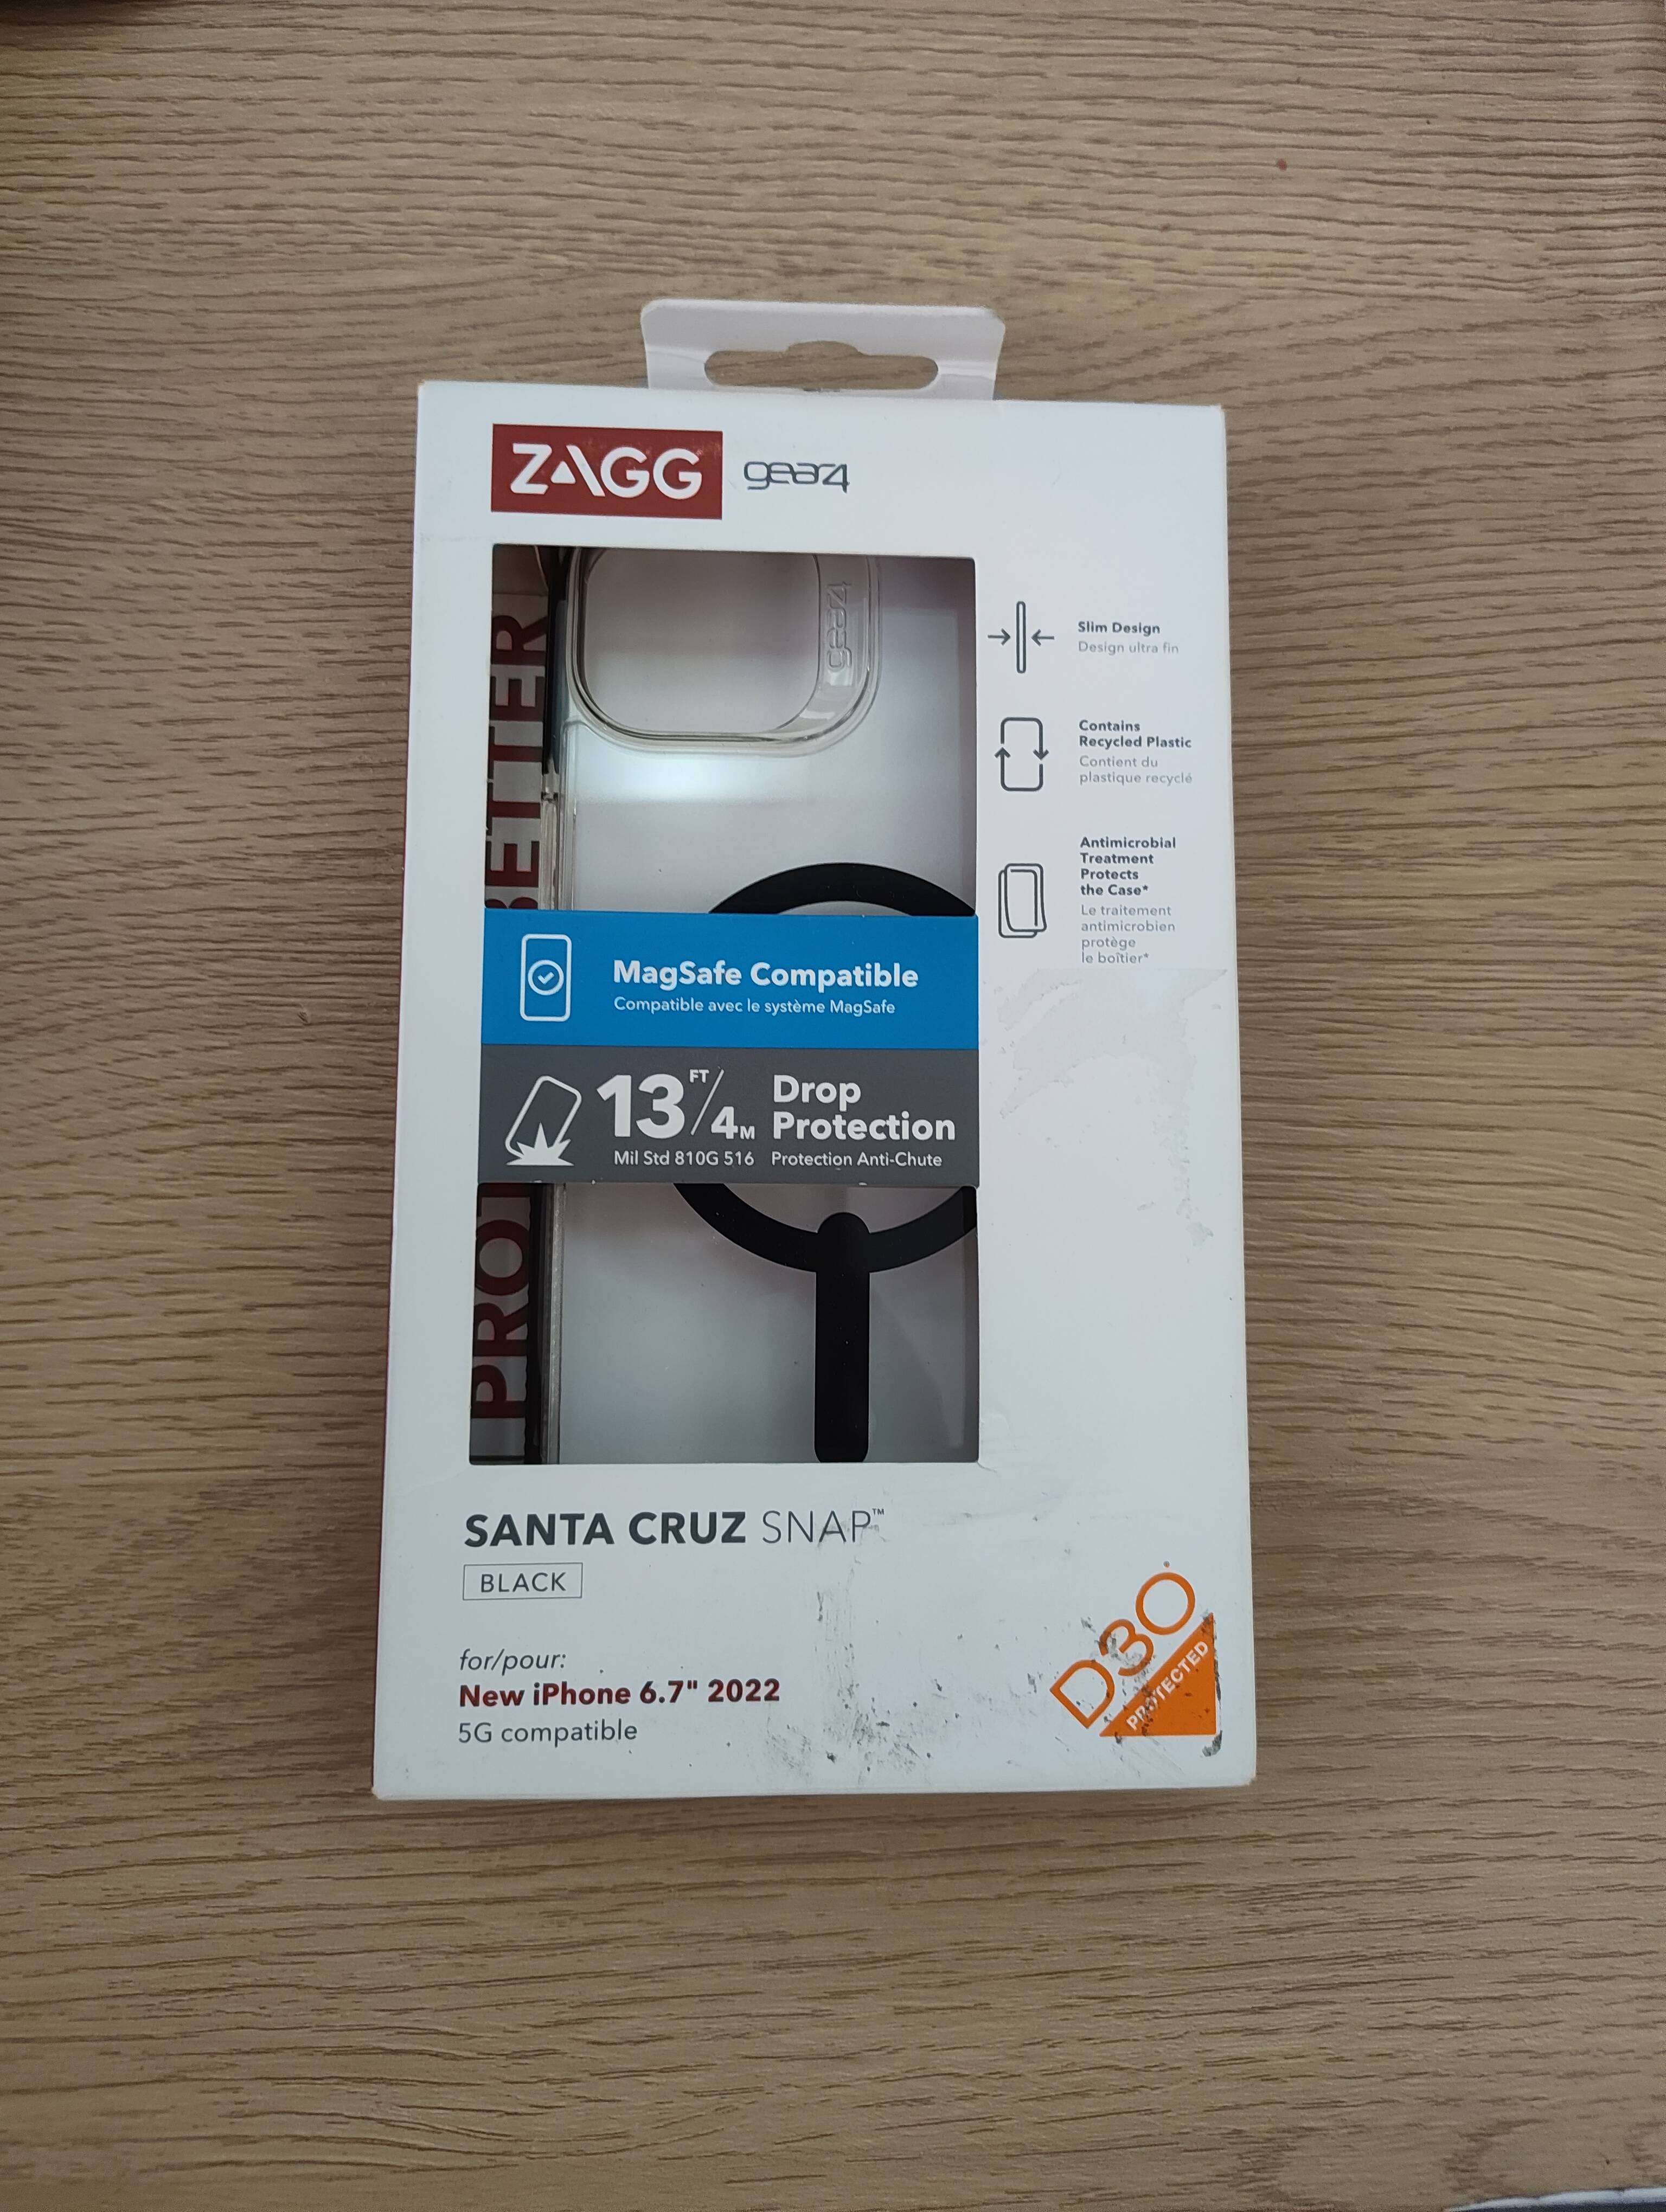 ZAGG gear4
gear4
BETTER
PROT
Slim Design
Design ultra fin
Contains
Recycled Plastic
Contient du
plastique recyclé
Antimicrobial
Treatment
Protects
the Case*
Le traitement
antimicrobien
protège
le boîtier*
MagSafe Compatible
Compatible avec le système MagSafe
13 FT/4M Drop
Protection
Mil Std 810G 516 Protection Anti-Chute
SANTA CRUZ SNAP™
BLACK
for/pour:
New iPhone 6.7" 2022
5G compatible
D3O®
PROTECTED